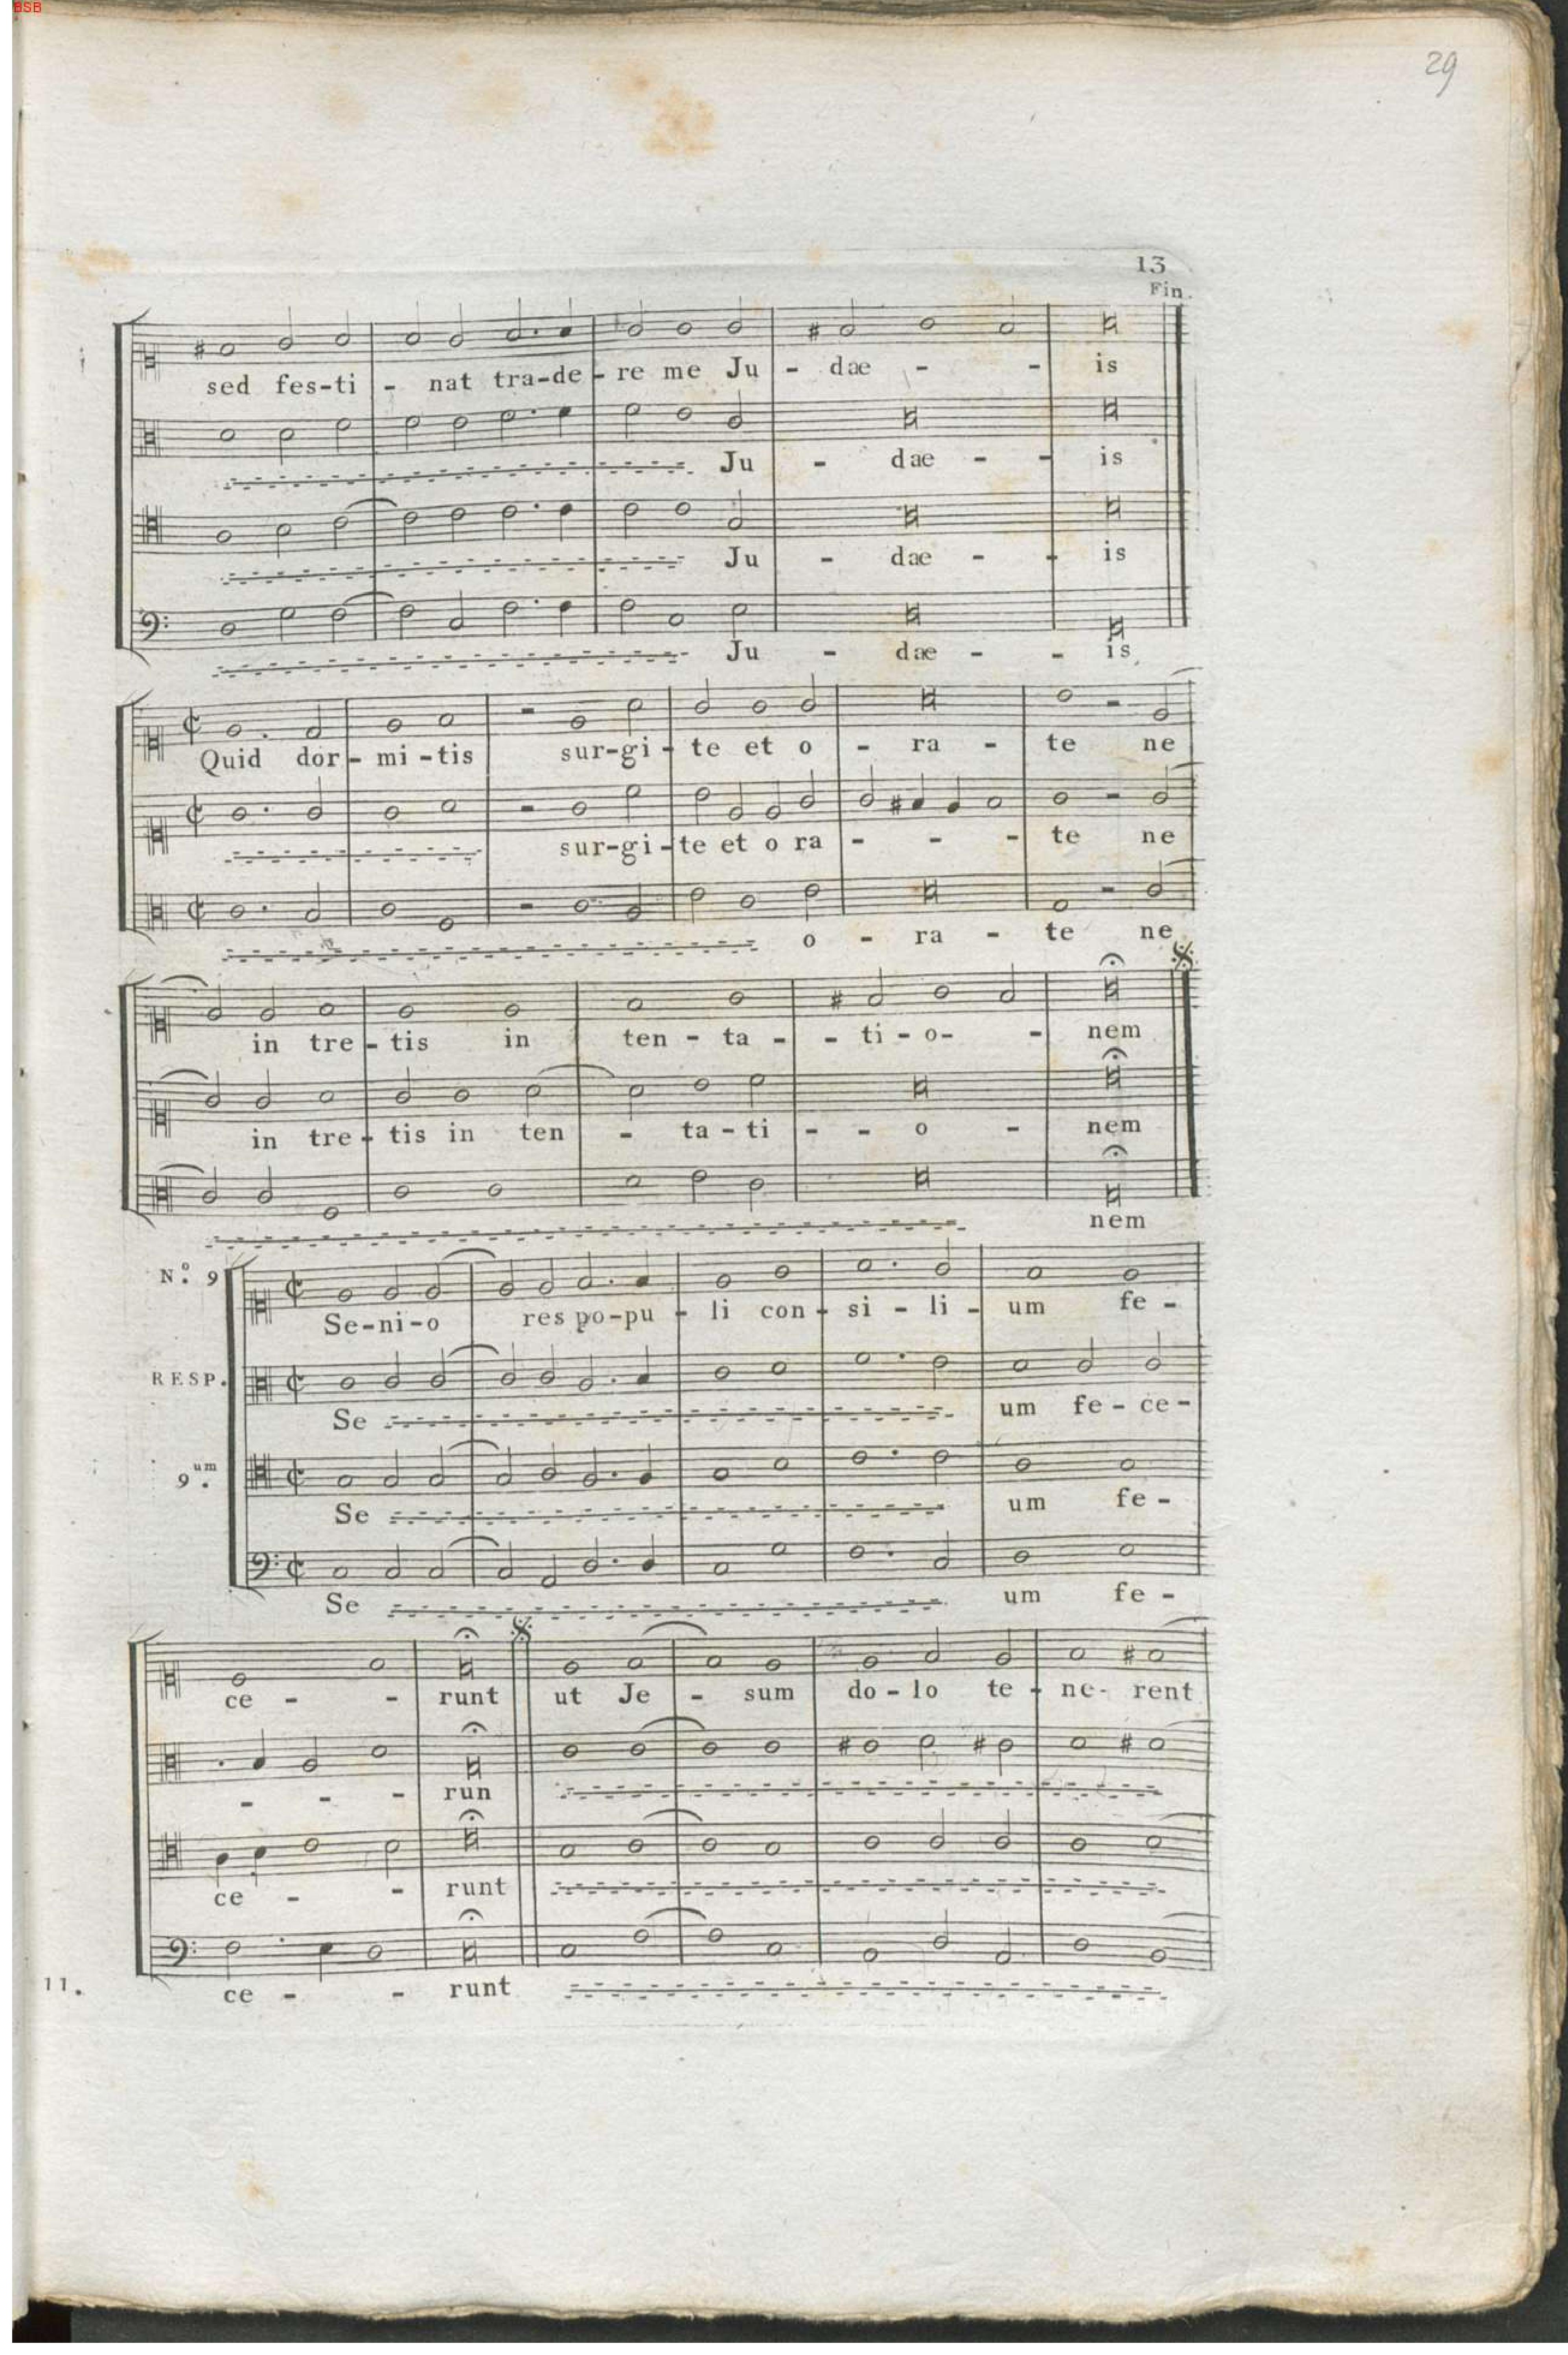 BSB
29
13
Fin.
sed fes-ti - nat tra-de-re me Ju - dae - - is
Ju - dae - - is
Ju - dae - - is
Ju - dae - - is
Quid dor-mi-tis sur-gi-te et o - ra - te ne
sur-gi-te et o ra - - - te ne
o - ra - te ne
in tre-tis in ten-ta - - ti-o- - nem
in tre-tis in ten - ta-ti - - o - nem
nem
N.º 9
Se-ni-o res po-pu - li con-si-li-um fe-
RESP.
Se um fe-ce-
9.um
Se um fe-
Se um fe-
ce - - runt ut Je - sum do-lo te-ne-rent
- - - run
ce - - runt
ce - - runt
11.